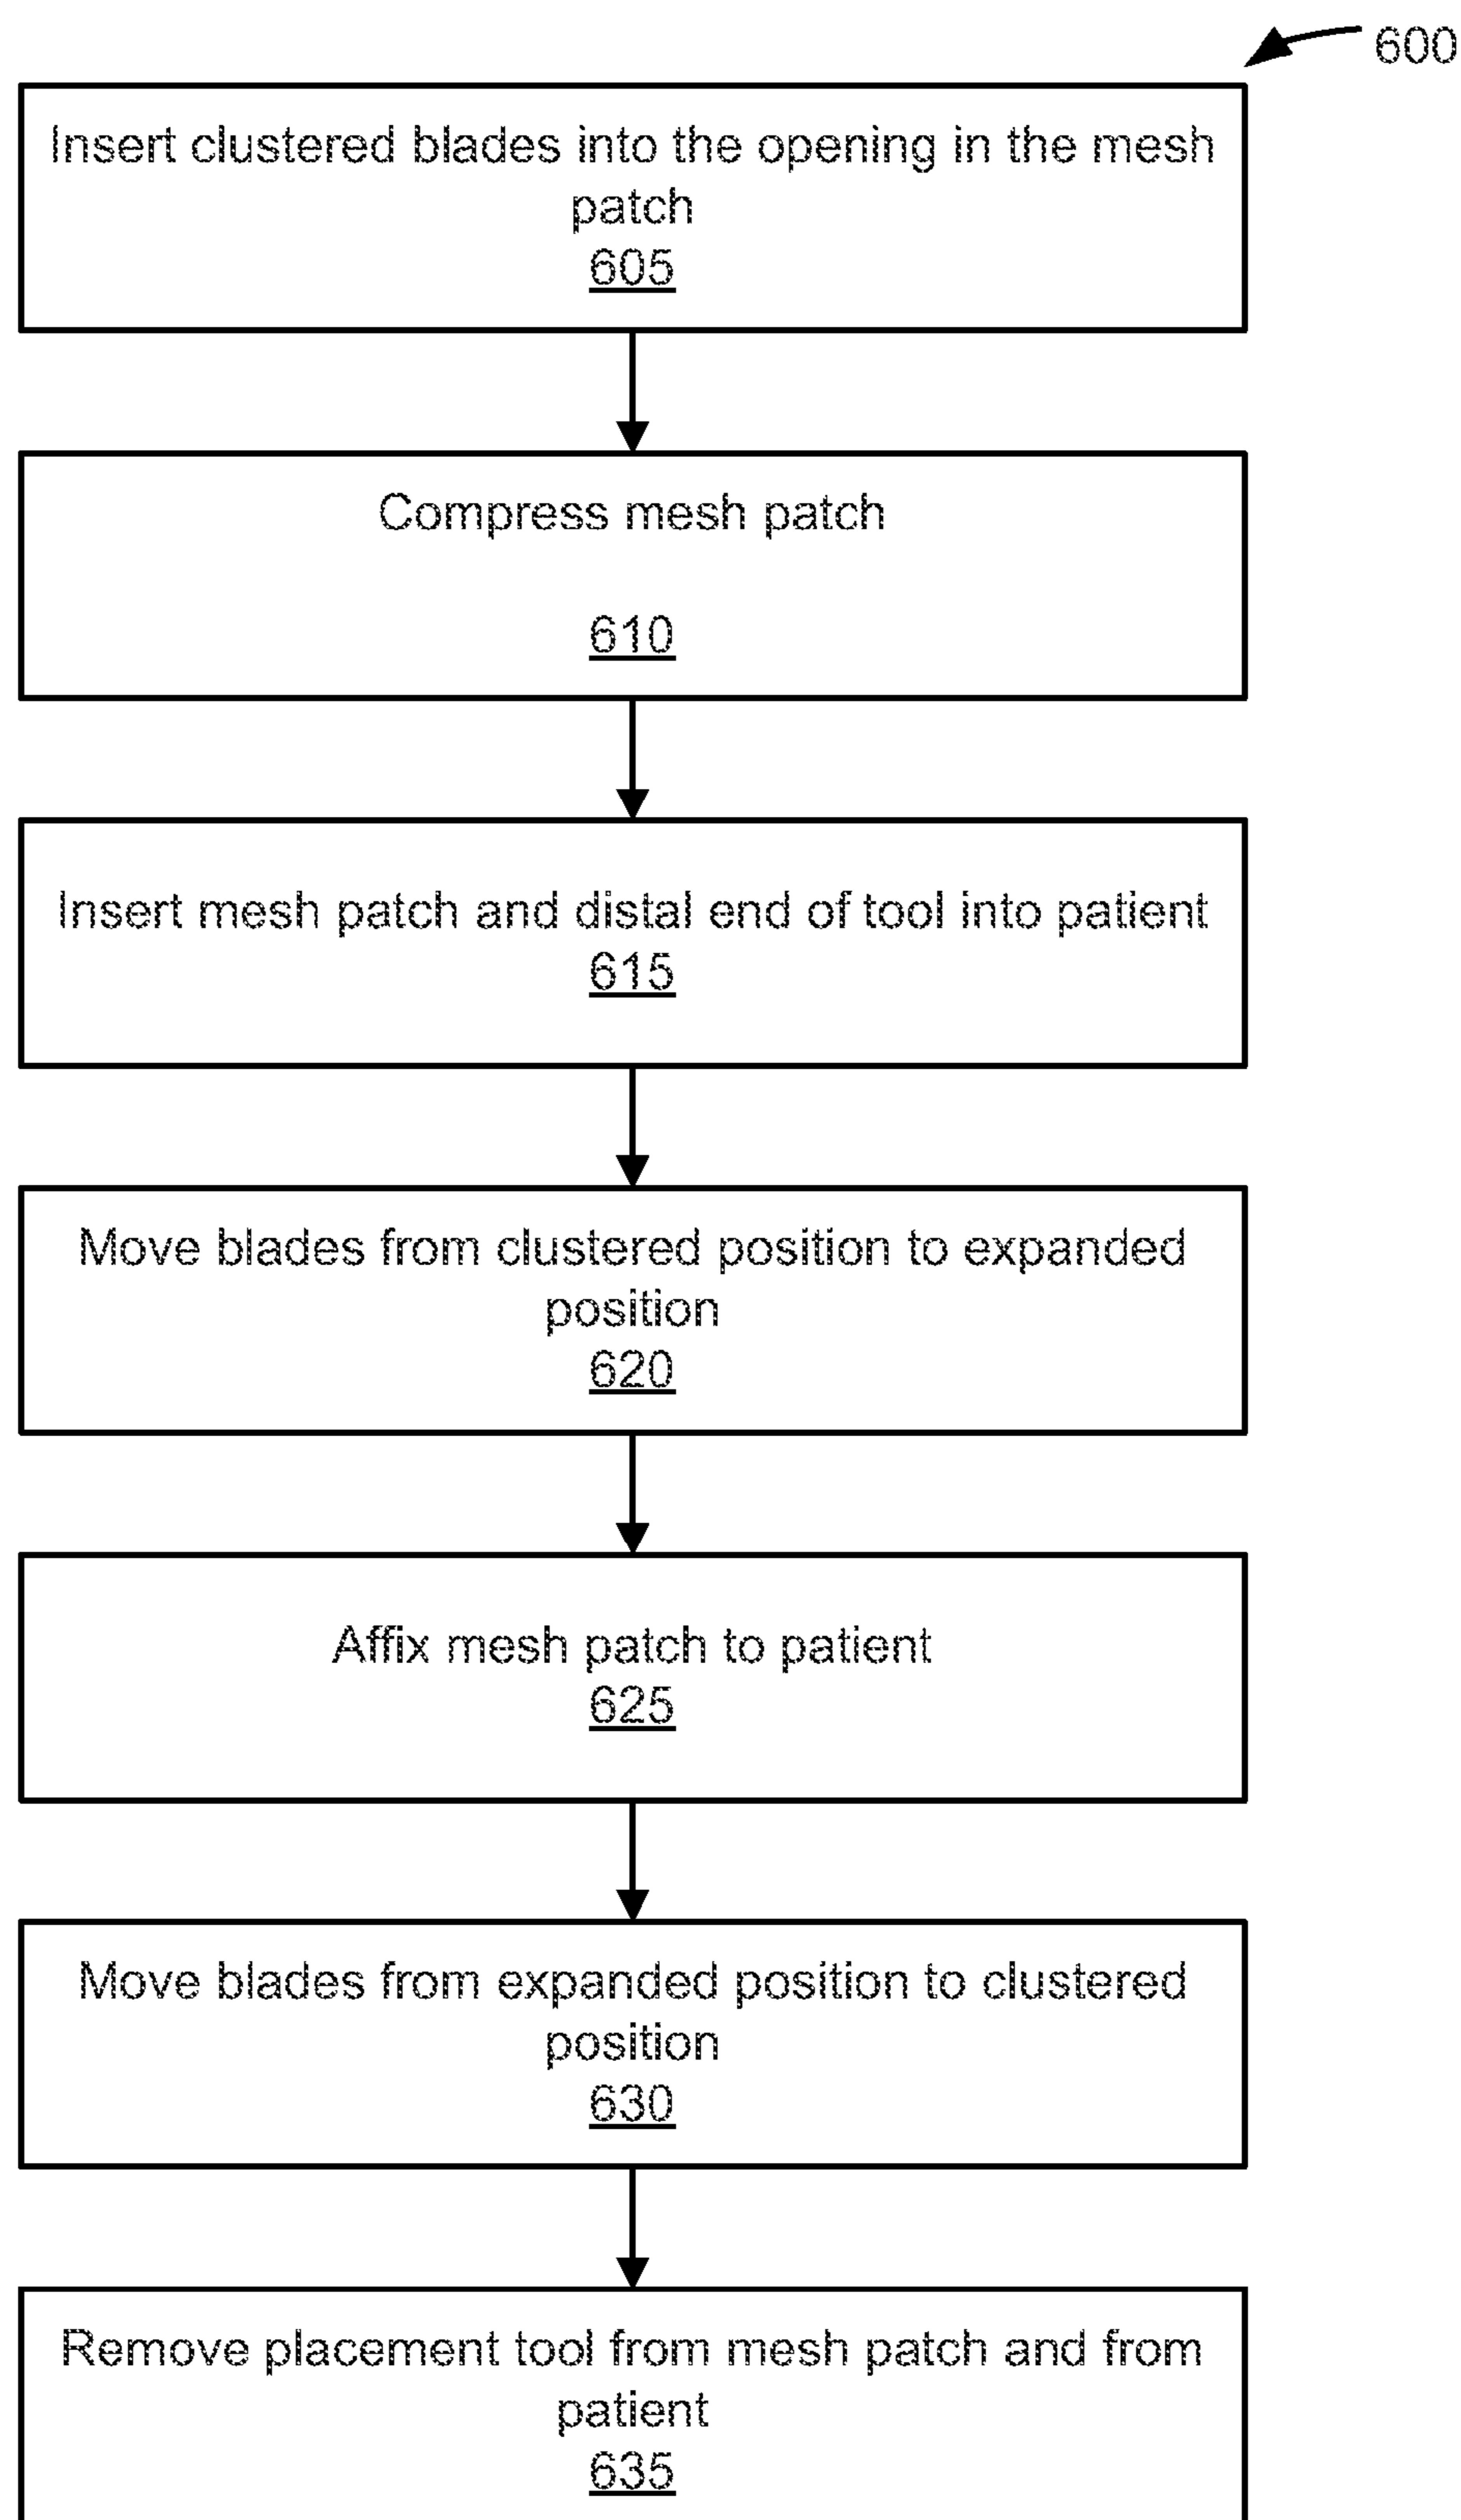 600
Insert clustered blades into the opening in the mesh
patch
605
Compress mesh patch
610
Insert mesh patch and distal end of tool into patient
615
Move blades from clustered position to expanded
position
620
Affix mesh patch to patient
625
Move blades from expanded position to clustered
position
630
Remove placement tool from mesh patch and from
patient
635